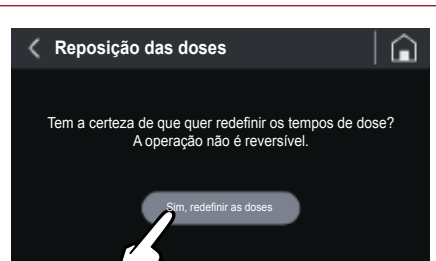 Reposição das doses
Tem a certeza de que quer redefinir os tempos de dose?
A operação não é reversível.
Sim, redefinir as doses